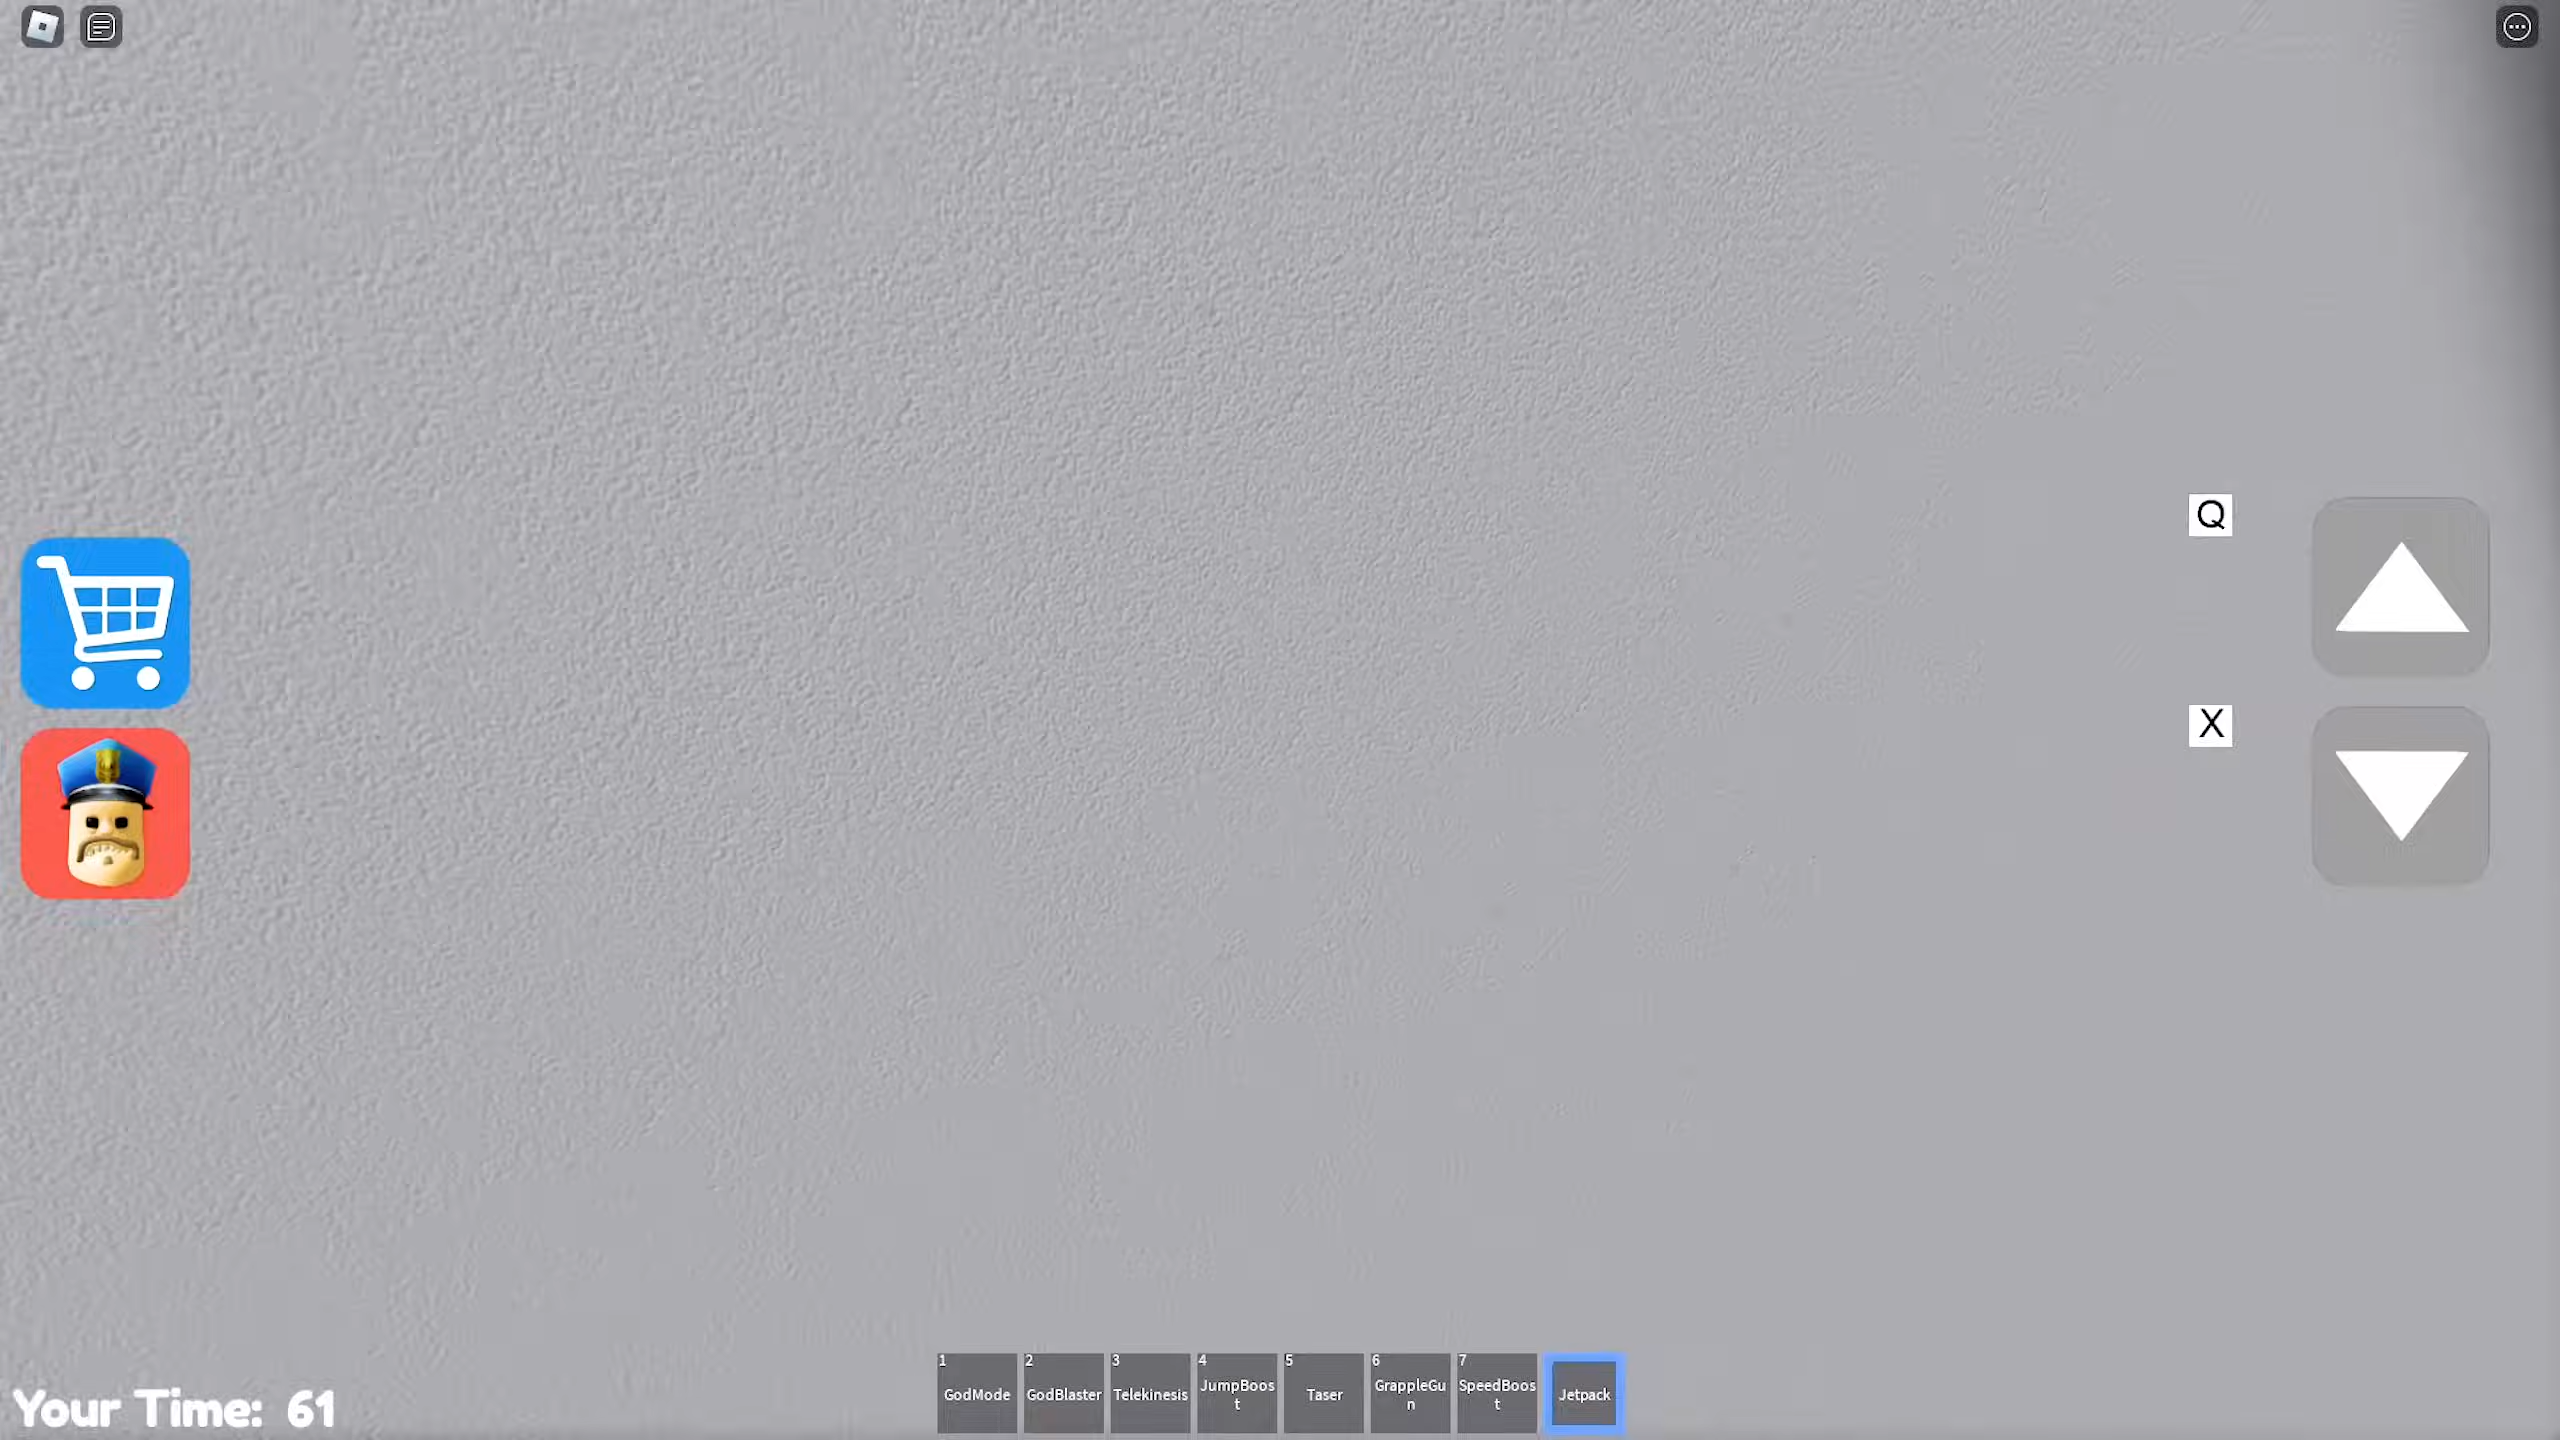 Q
X
1
GodMode
2
GodBlaster
3
Telekinesis
4
JumpBoos
t
5
Taser
6
GrappleGu
n
7
SpeedBoos
t
Jetpack
Your Time: 61